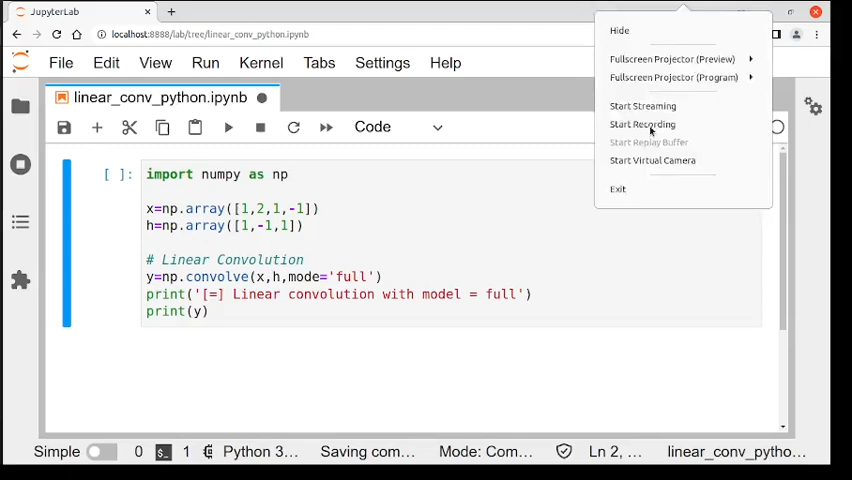 JupyterLab
localhost:8888/lab/tree/linear_conv_python.ipynb
File Edit View Run Kernel Tabs Settings Help
linear_conv_python.ipynb
Code
[ ]:
import numpy as np
x=np.array([1,2,1,-1])
h=np.array([1,-1,1])
# Linear Convolution
y=np.convolve(x,h,mode='full')
print('[=] Linear convolution with model = full')
print(y)
Hide
Fullscreen Projector (Preview)
Fullscreen Projector (Program)
Start Streaming
Start Recording
Start Replay Buffer
Start Virtual Camera
Exit
Simple 0 1 Python 3... Saving com... Mode: Com... Ln 2, ... linear_conv_pytho...